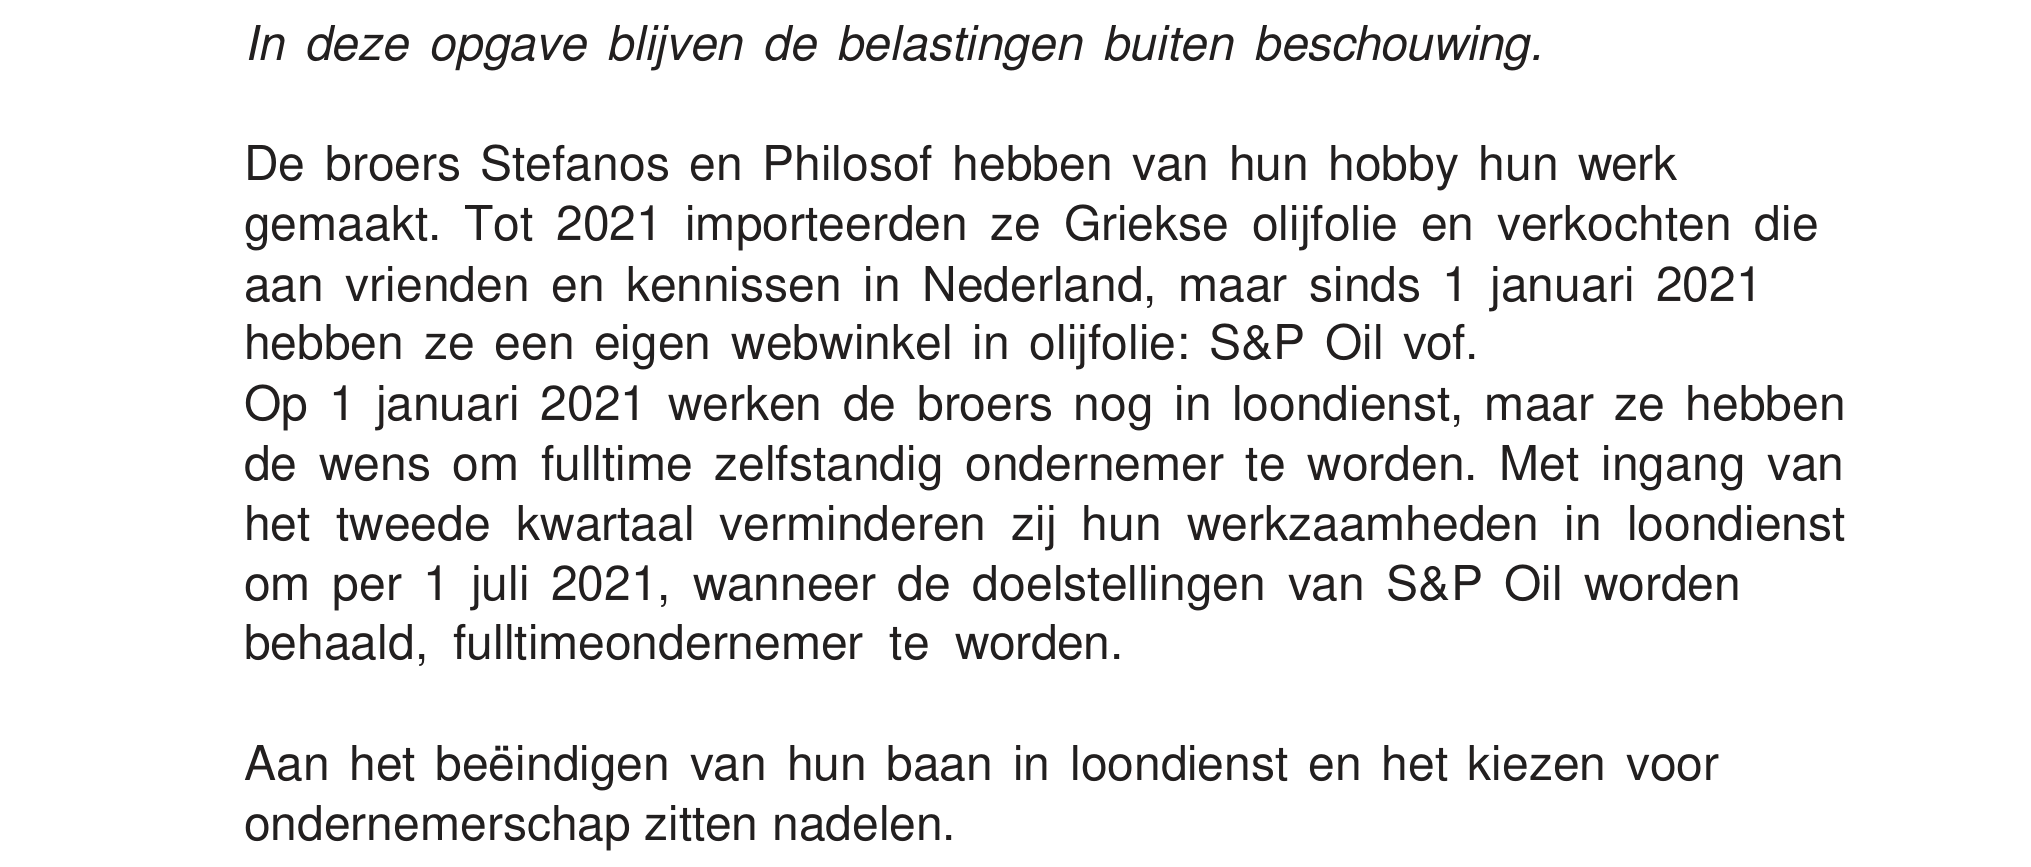 In deze opgave blijven de belastingen buiten beschouwing.
De broers Stefanos en Philosof hebben van hun hobby hun werk
gemaakt. Tot 2021 importeerden ze Griekse olijfolie en verkochten die
aan vrienden en kennissen in Nederland, maar sinds 1 januari 2021
hebben ze een eigen webwinkel in olijfolie: S&P Oil vof.
Op 1 januari 2021 werken de broers nog in loondienst, maar ze hebben
de wens om fulltime zelfstandig ondernemer te worden. Met ingang van
het tweede kwartaal verminderen zij hun werkzaamheden in loondienst
om per 1 juli 2021, wanneer de doelstellingen van S&P Oil worden
behaald, fulltimeondernemer te worden.
Aan het beëindigen van hun baan in loondienst en het kiezen voor
ondernemerschap zitten nadelen.